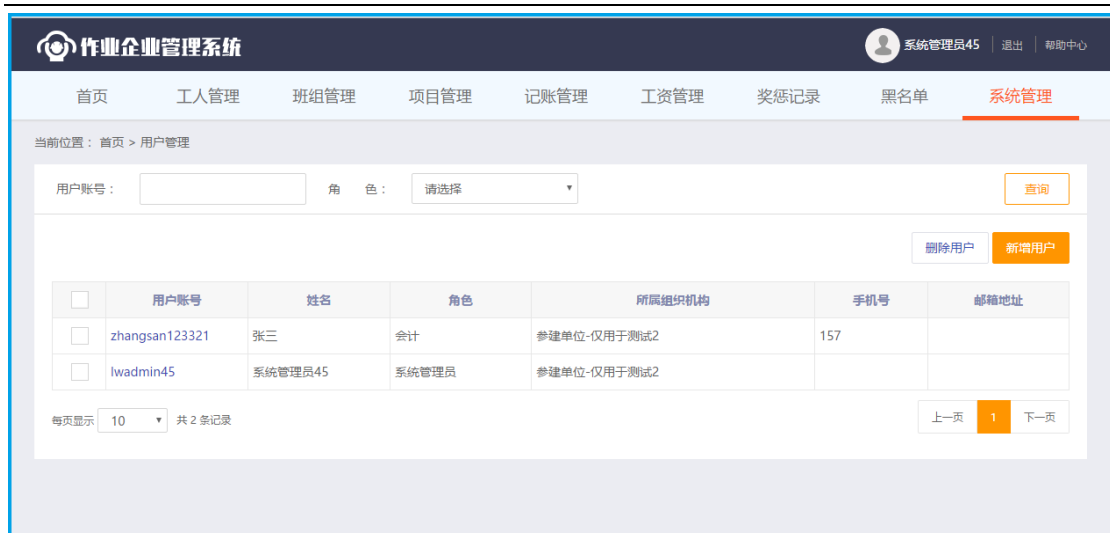 作业企业管理系统
系统管理员45 退出 帮助中心
首页 工人管理 班组管理 项目管理 记账管理 工资管理 奖惩记录 黑名单 系统管理
当前位置： 首页 > 用户管理
用户账号： 角 色： 请选择 查询
删除用户 新增用户
用户账号 姓名 角色 所属组织机构 手机号 邮箱地址
zhangsan123321 张三 会计 参建单位-仅用于测试2 157
lwadmin45 系统管理员45 系统管理员 参建单位-仅用于测试2
每页显示 10 共 2 条记录 上一页 1 下一页